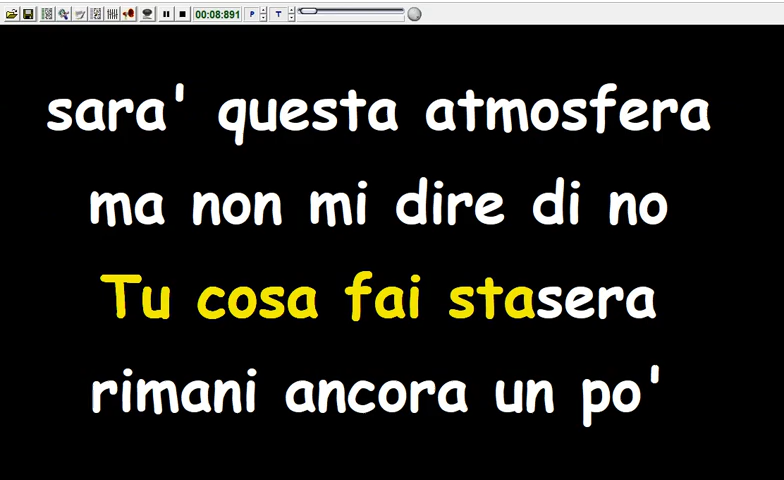 00:08:891 P T
sara' questa atmosfera
ma non mi dire di no
Tu cosa fai stasera
rimani ancora un po'